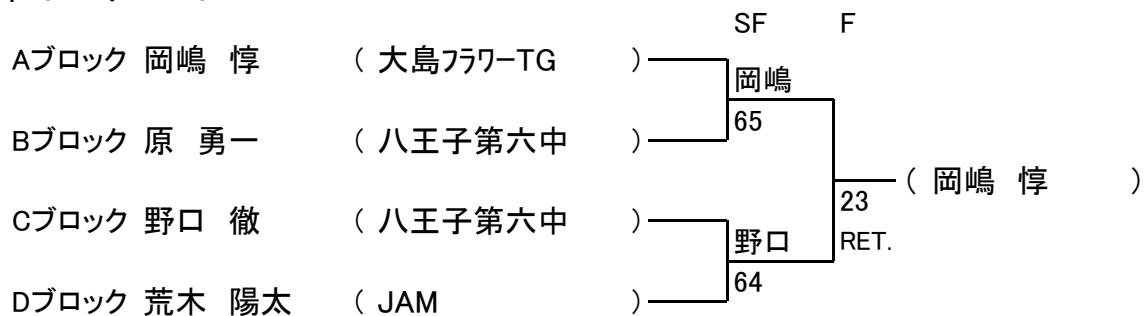 SF F
Aブロック 岡嶋 惇 ( 大島フラワーTG )
岡嶋
65
Bブロック 原 勇一 ( 八王子第六中 )
( 岡嶋 惇 )
23
RET.
Cブロック 野口 徹 ( 八王子第六中 )
野口
64
Dブロック 荒木 陽太 ( JAM )